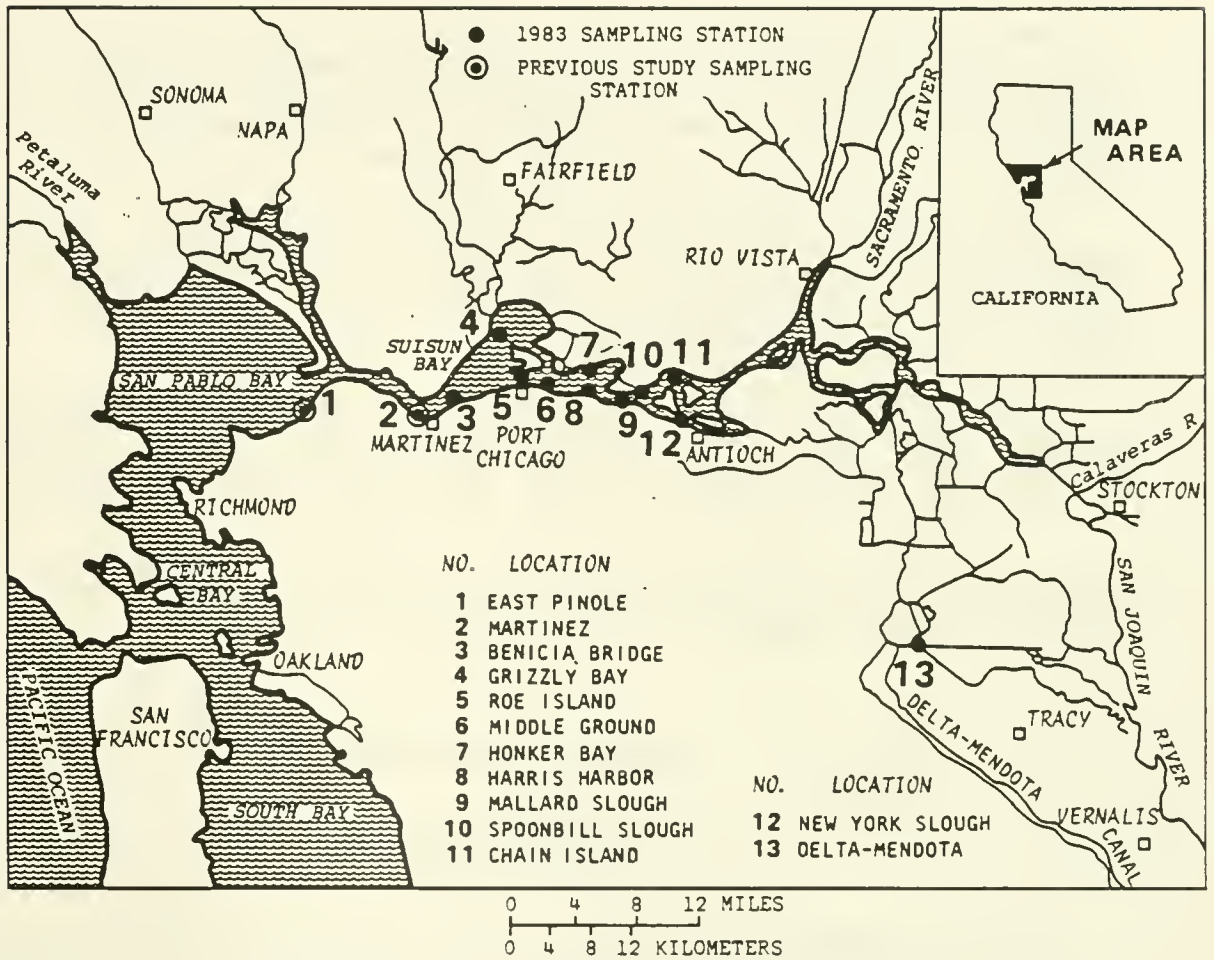 1983 SAMPLING STATION
PREVIOUS STUDY SAMPLING
STATION
SONOMA
NAPA
Petaluma
River
FAIRFIELD
SACRAMENTO RIVER
MAP
AREA
CALIFORNIA
RIO VISTA
SUISUN
BAY
SAN PABLO BAY
1
2
3
4
5
6
7
8
9
10
11
12
13
MARTINEZ
PORT
CHICAGO
ANTIOCH
Calaveras R
STOCKTON
RICHMOND
CENTRAL
BAY
OAKLAND
SAN
FRANCISCO
PACIFIC OCEAN
SOUTH BAY
SAN JOAQUIN
RIVER
DELTA-MENDOTA
CANAL
TRACY
VERNALIS
NO. LOCATION
1 EAST PINOLE
2 MARTINEZ
3 BENICIA BRIDGE
4 GRIZZLY BAY
5 ROE ISLAND
6 MIDDLE GROUND
7 HONKER BAY
8 HARRIS HARBOR
9 MALLARD SLOUGH
10 SPOONBILL SLOUGH
11 CHAIN ISLAND
NO. LOCATION
12 NEW YORK SLOUGH
13 DELTA-MENDOTA
0 4 8 12 MILES
0 4 8 12 KILOMETERS